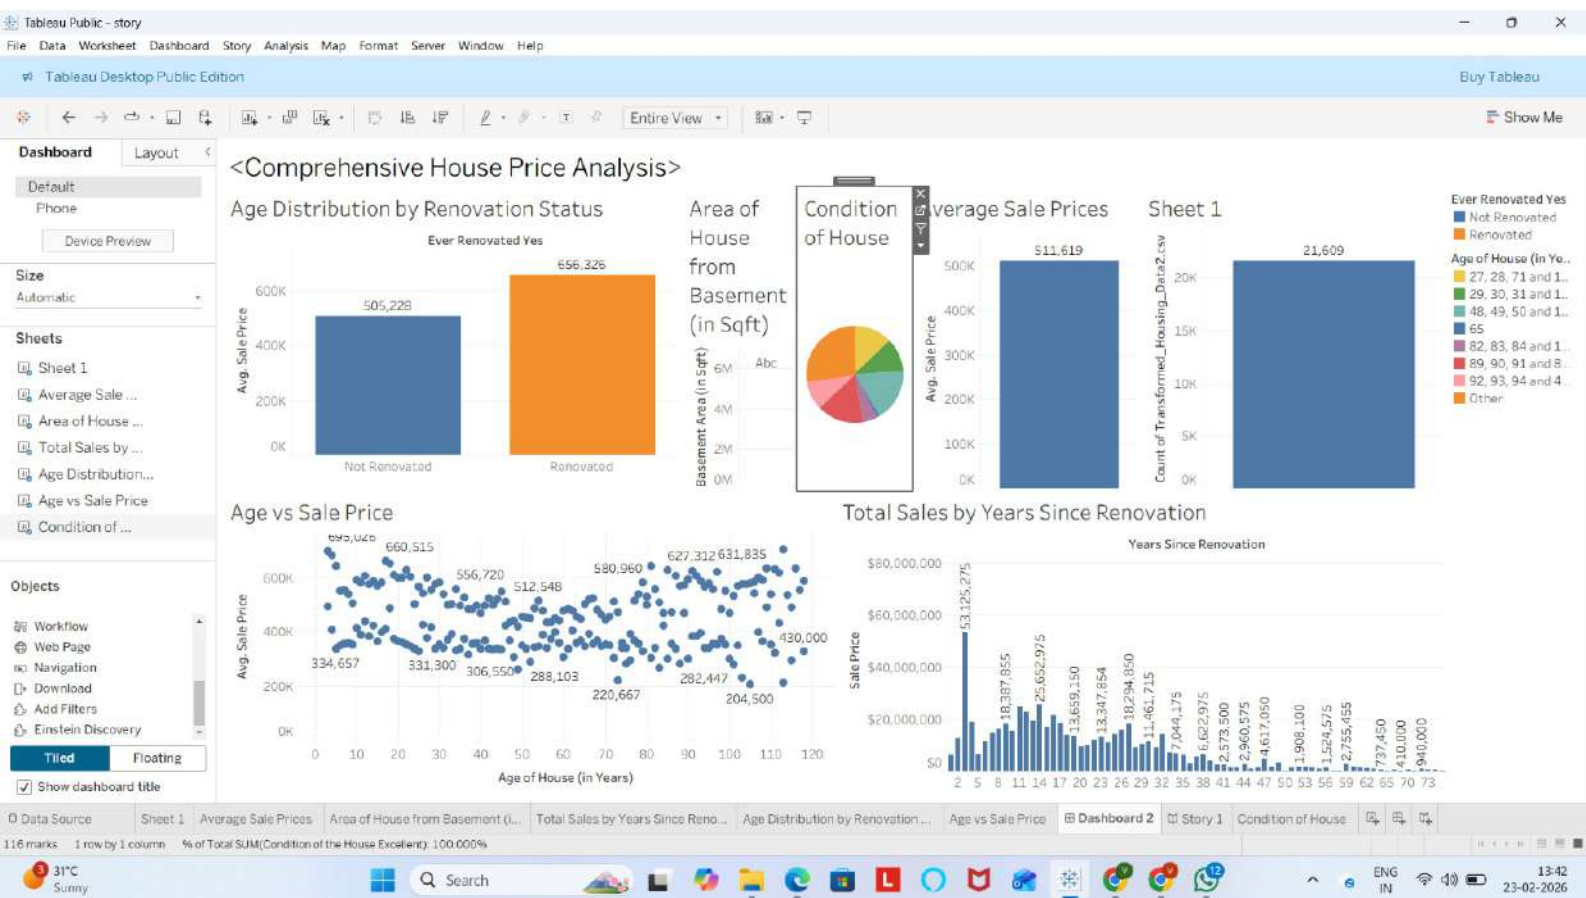 Tableau Public - story
File Data Worksheet Dashboard Story Analysis Map Format Server Window Help
Tableau Desktop Public Edition
Buy Tableau
Entire View
Show Me
Dashboard
Layout
Default
Phone
Device Preview
Size
Automatic
Sheets
Sheet 1
Average Sale ...
Area of House ...
Total Sales by ...
Age Distribution...
Age vs Sale Price
Condition of ...
Objects
Workflow
Web Page
Navigation
Download
Add Filters
Einstein Discovery
Tiled
Floating
Show dashboard title
<Comprehensive House Price Analysis>
Age Distribution by Renovation Status
Ever Renovated Yes
Avg. Sale Price
600K
400K
200K
0K
505,228
656,326
Not Renovated
Renovated
Area of
House
from
Basement
(in Sqft)
Basement Area (in Sqft)
6M
4M
2M
0M
Abc
Condition
of House
Average Sale Prices
Avg. Sale Price
500K
400K
300K
200K
100K
0K
511,619
Sheet 1
Count of Transformed_Housing_Data2.csv
20K
15K
10K
5K
0K
21,609
Ever Renovated Yes
Not Renovated
Renovated
Age of House (in Ye..
27, 28, 71 and 1..
29, 30, 31 and 1..
48, 49, 50 and 1..
65
82, 83, 84 and 1..
89, 90, 91 and 8..
92, 93, 94 and 4..
Other
Age vs Sale Price
Avg. Sale Price
600K
400K
200K
0K
695,026
660,515
556,720
512,548
580,960
627,312
631,835
430,000
334,657
331,300
306,550
288,103
220,667
282,447
204,500
0 10 20 30 40 50 60 70 80 90 100 110 120
Age of House (in Years)
Total Sales by Years Since Renovation
Years Since Renovation
Sale Price
$80,000,000
$60,000,000
$40,000,000
$20,000,000
$0
53,125,275
18,387,855
25,652,975
13,659,150
13,347,854
18,294,850
11,461,715
7,044,175
6,622,975
2,573,500
2,960,575
4,617,050
1,908,100
1,524,575
2,755,455
737,450
410,000
940,000
2 5 8 11 14 17 20 23 26 29 32 35 38 41 44 47 50 53 56 59 62 65 70 73
Data Source
Sheet 1
Average Sale Prices
Area of House from Basement (i...
Total Sales by Years Since Reno...
Age Distribution by Renovation ...
Age vs Sale Price
Dashboard 2
Story 1
Condition of House
116 marks 1 row by 1 column % of Total SUM(Condition of the House Excellent): 100.000%
3
31°C
Sunny
Search
12
ENG
IN
13:42
23-02-2026